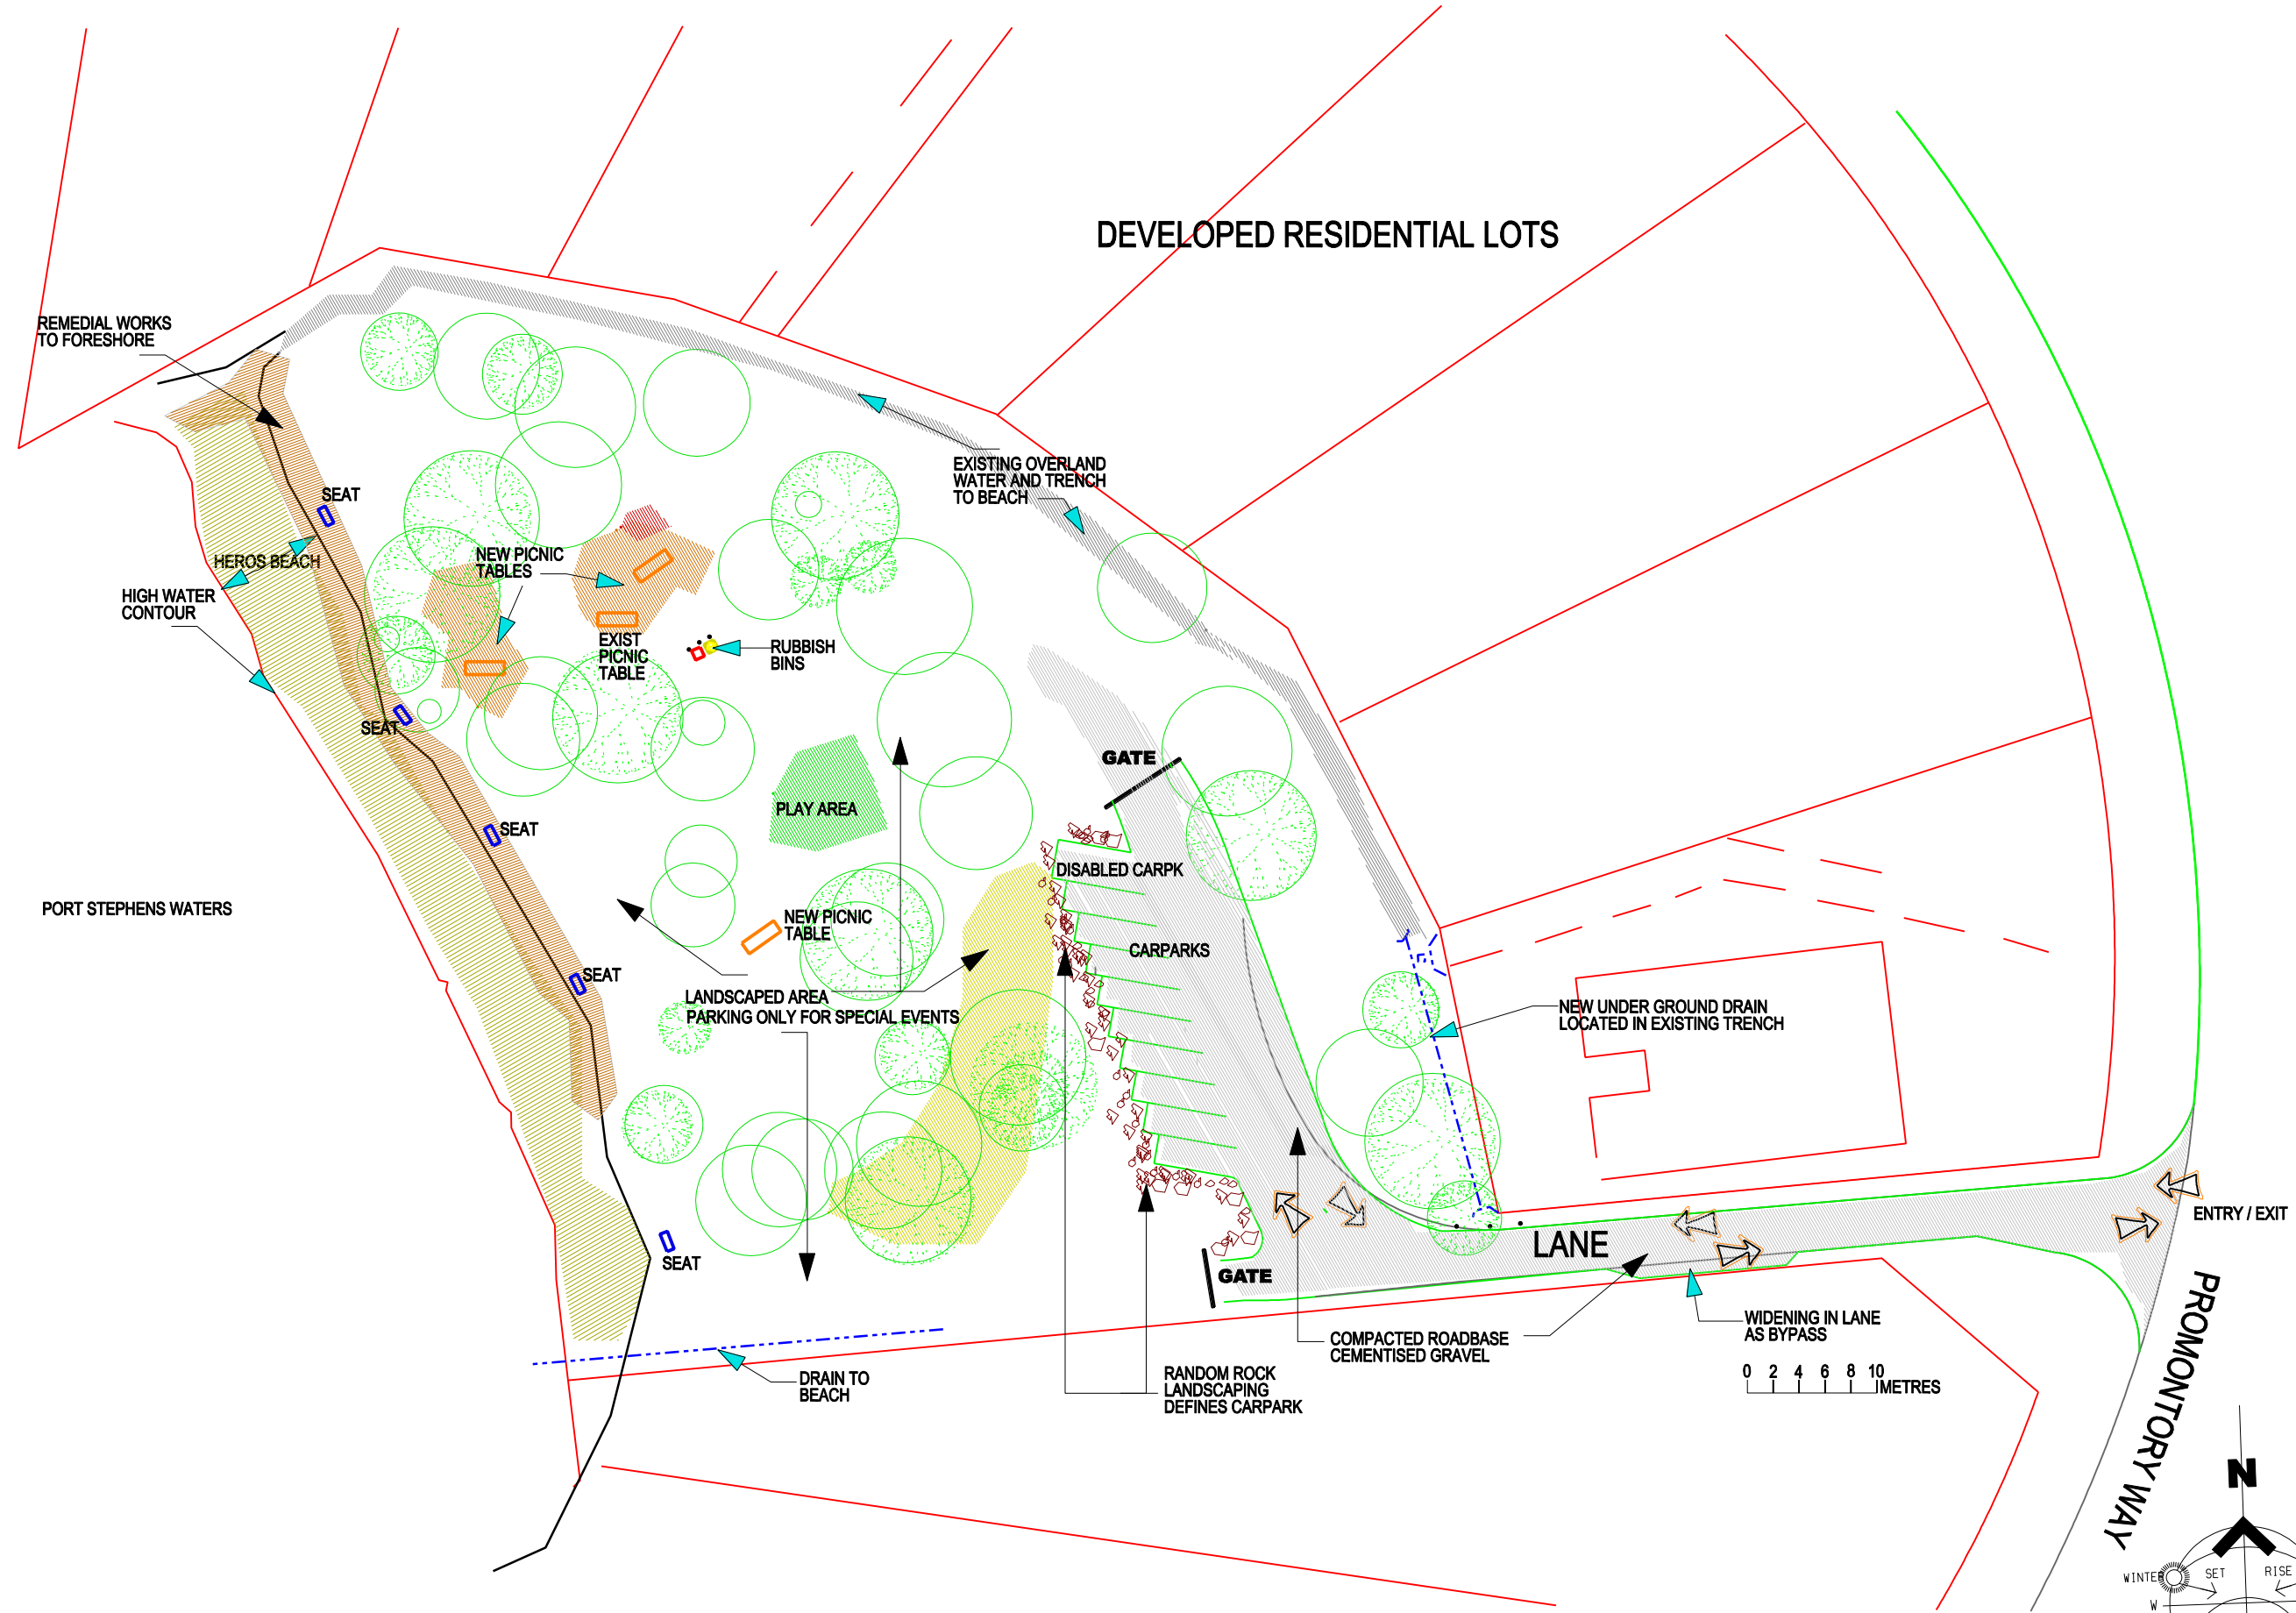 DEVELOPED RESIDENTIAL LOTS
REMEDIAL WORKS
TO FORESHORE
EXISTING OVERLAND
WATER AND TRENCH
TO BEACH
SEAT
HEROS BEACH
NEW PICNIC
TABLES
HIGH WATER
CONTOUR
EXIST
PICNIC
TABLE
RUBBISH
BINS
SEAT
GATE
PLAY AREA
SEAT
DISABLED CARPK
PORT STEPHENS WATERS
NEW PICNIC
TABLE
CARPARKS
SEAT
LANDSCAPED AREA
PARKING ONLY FOR SPECIAL EVENTS
NEW UNDER GROUND DRAIN
LOCATED IN EXISTING TRENCH
ENTRY / EXIT
LANE
SEAT
GATE
WIDENING IN LANE
AS BYPASS
COMPACTED ROADBASE
CEMENTISED GRAVEL
DRAIN TO
BEACH
RANDOM ROCK
LANDSCAPING
DEFINES CARPARK
0 2 4 6 8 10
METRES
PROMONTORY WAY
N
WINTER
SET
RISE
W